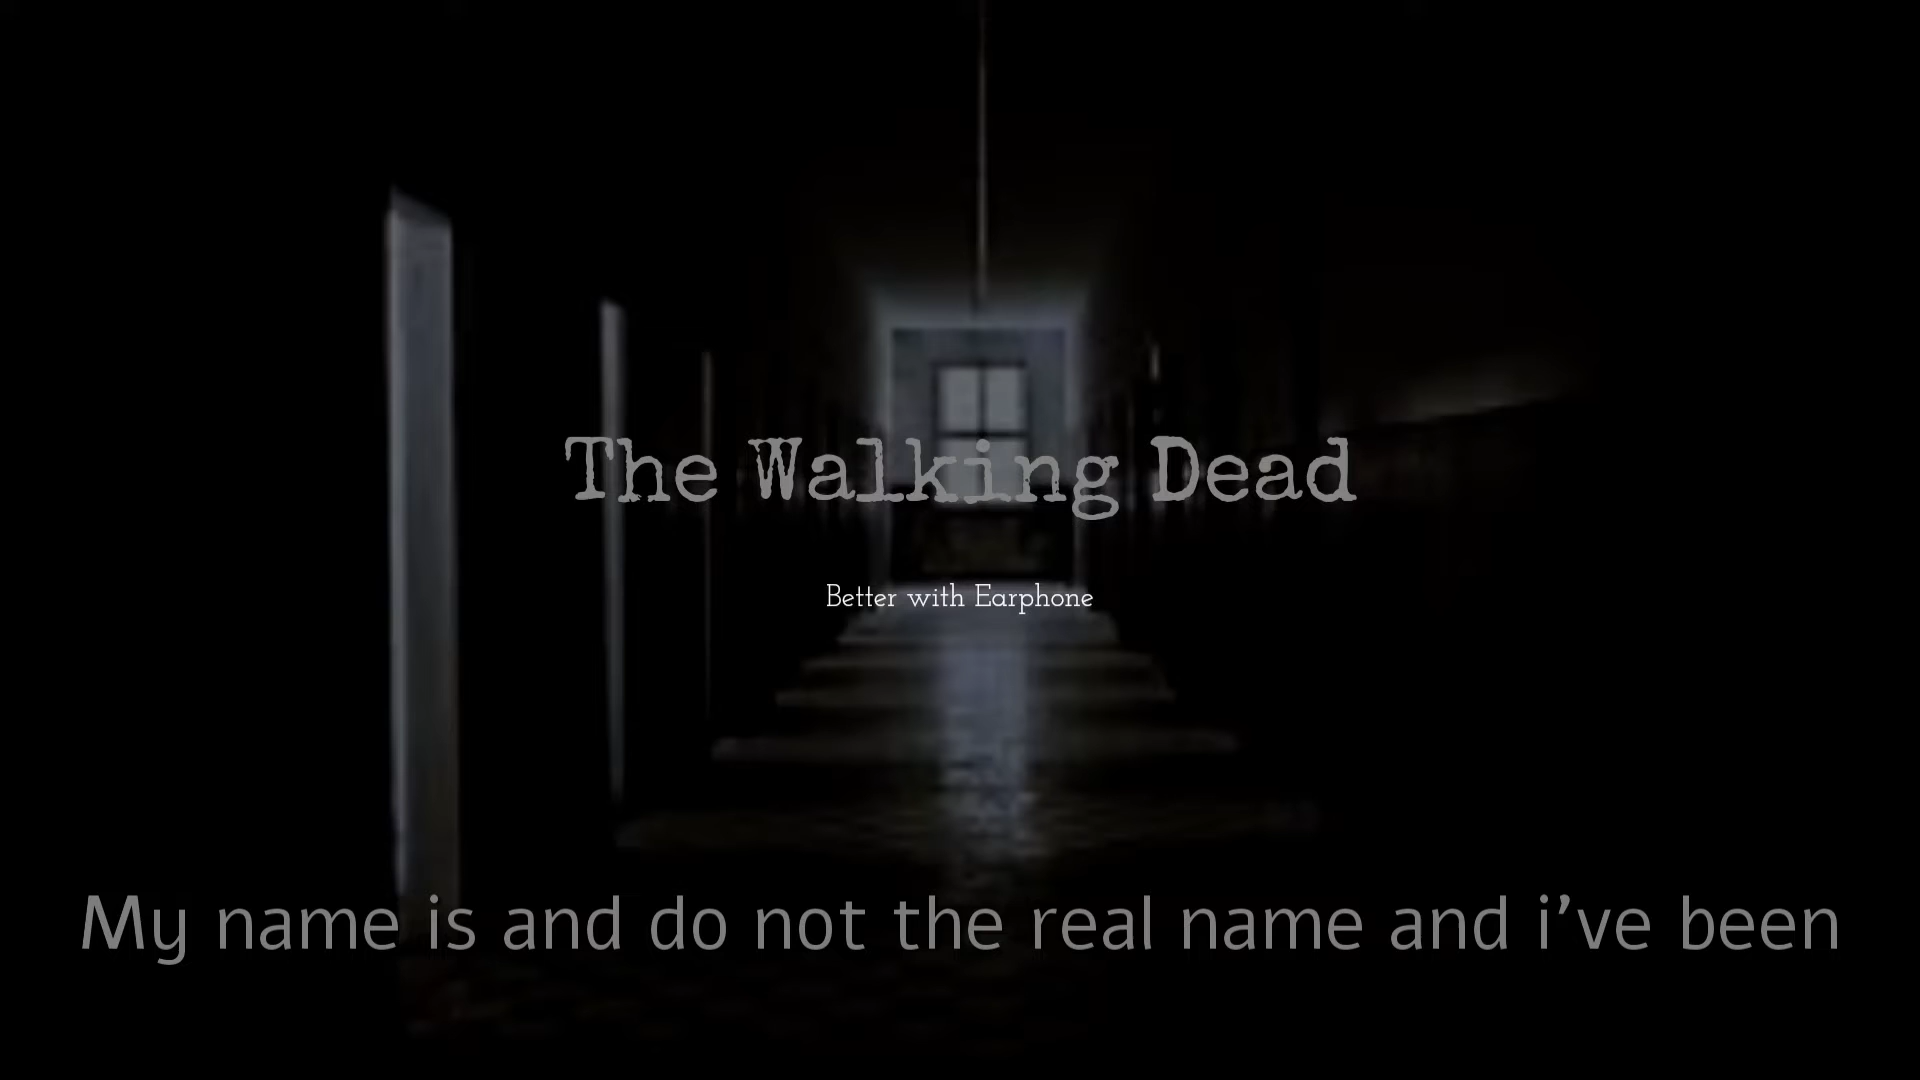 The Walking Dead
Better with Earphone
My name is and do not the real name and i've been